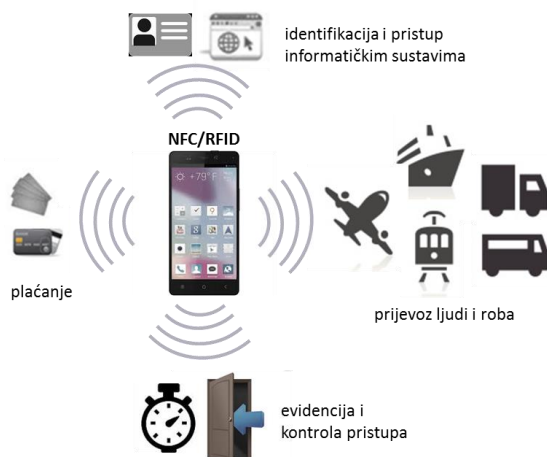 identifikacija i pristup
informatičkim sustavima
NFC/RFID
+79°F
plaćanje
prijevoz ljudi i roba
evidencija i
kontrola pristupa